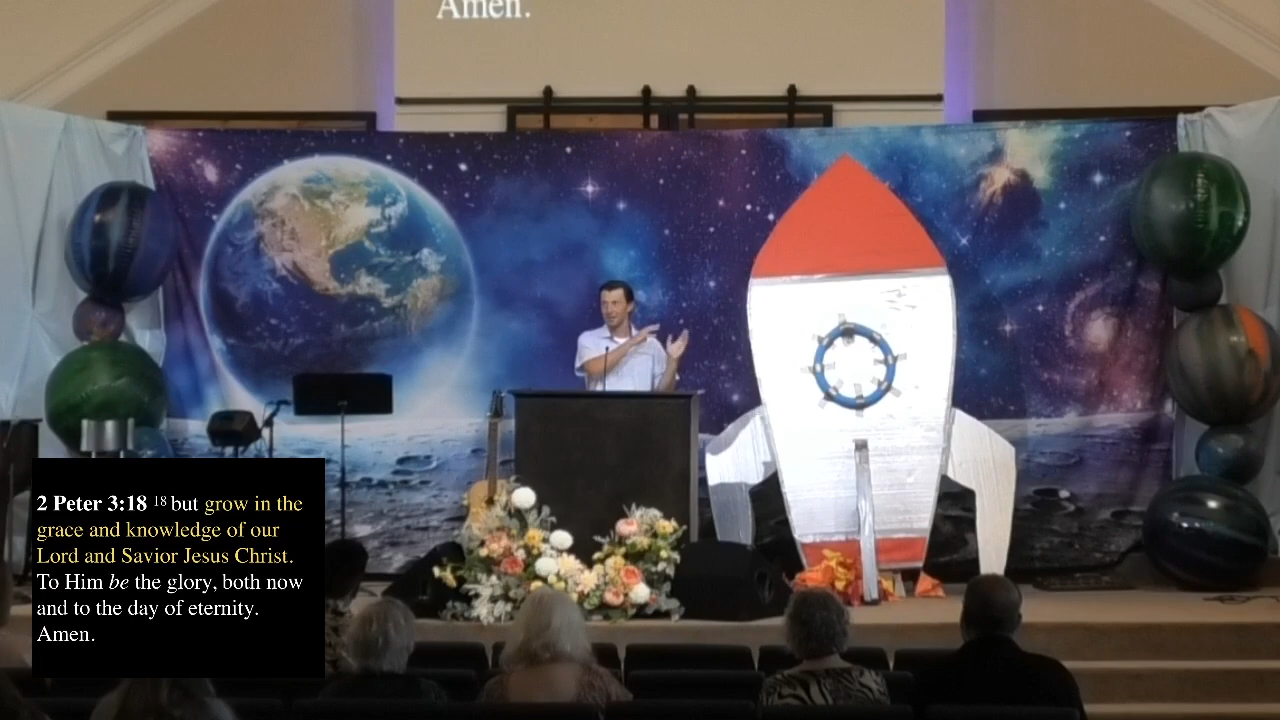 Amen.
2 Peter 3:18 18 but grow in the
grace and knowledge of our
Lord and Savior Jesus Christ.
To Him be the glory, both now
and to the day of eternity.
Amen.